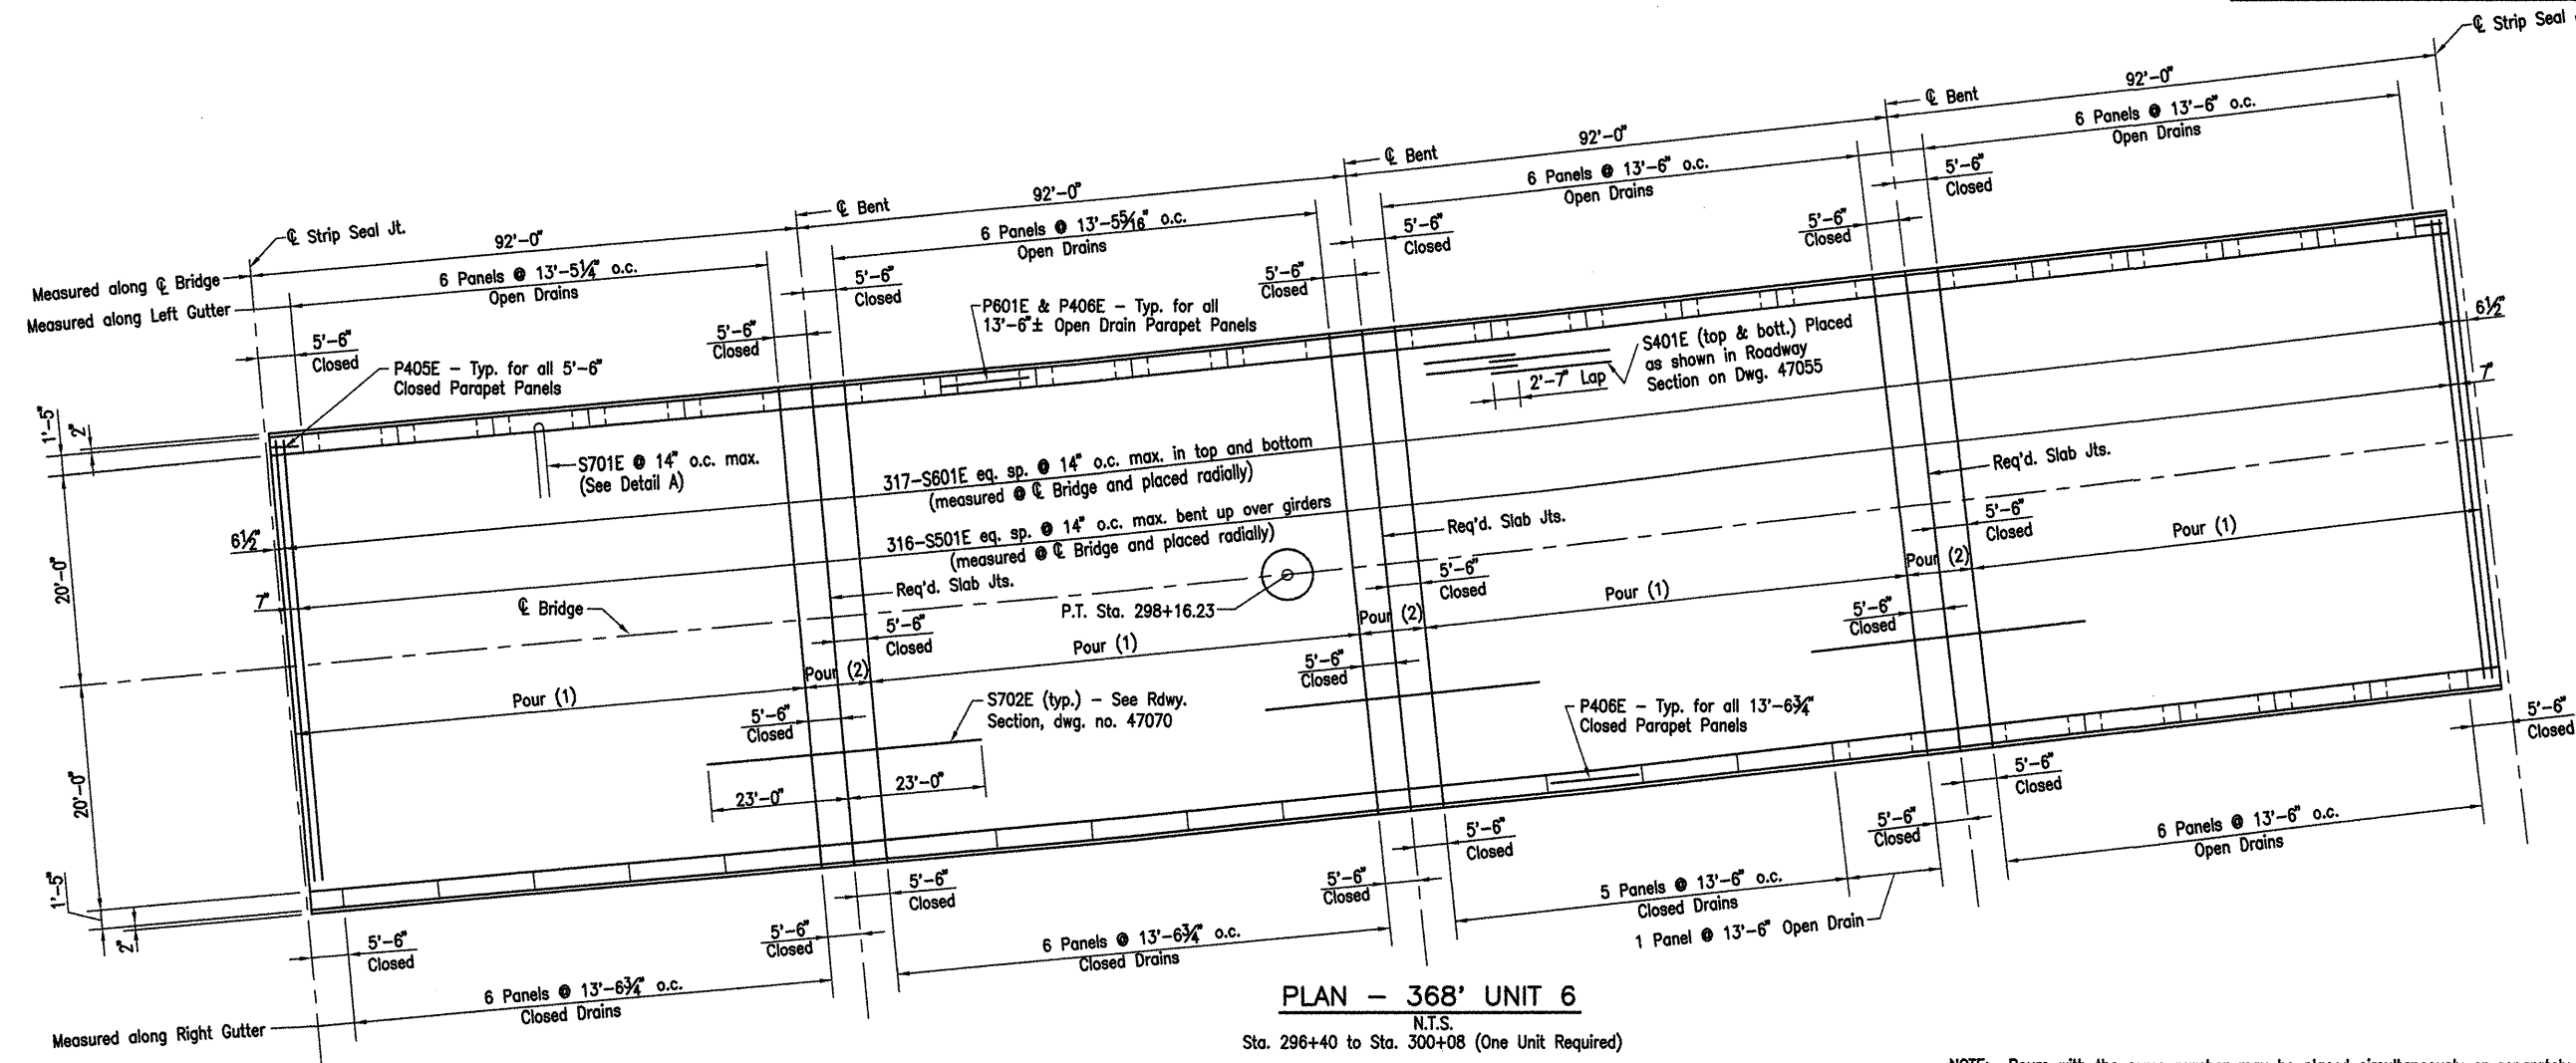 ℄ Strip Seal
92'-0"
℄ Bent
6 Panels @ 13'-6" o.c.
Open Drains
92'-0"
5'-6"
Closed
℄ Bent
6 Panels @ 13'-6" o.c.
Open Drains
5'-6"
Closed
92'-0"
℄ Bent
6 Panels @ 13'-5 5/16" o.c.
Open Drains
5'-6"
Closed
5'-6"
Closed
℄ Strip Seal Jt.
92'-0"
5'-6"
Closed
Measured along ℄ Bridge
6 Panels @ 13'-5 1/4" o.c.
Open Drains
Measured along Left Gutter
5'-6"
Closed
5'-6"
Closed
P601E & P406E - Typ. for all
13'-6"± Open Drain Parapet Panels
P405E - Typ. for all 5'-6"
Closed Parapet Panels
S401E (top & bott.) Placed
as shown in Roadway
Section on Dwg. 47055
2'-7" Lap
6 1/2"
7"
1'-5"
2"
S701E @ 14" o.c. max.
(See Detail A)
317-S601E eq. sp. @ 14" o.c. max. in top and bottom
(measured @ ℄ Bridge and placed radially)
316-S501E eq. sp. @ 14" o.c. max. bent up over girders
(measured @ ℄ Bridge and placed radially)
Req'd. Slab Jts.
Req'd. Slab Jts.
Req'd. Slab Jts.
6 1/2"
7"
20'-0"
℄ Bridge
P.T. Sta. 298+16.23
5'-6"
Closed
5'-6"
Closed
5'-6"
Closed
Pour (1)
Pour (2)
Pour (1)
Pour (2)
Pour (1)
Pour (2)
Pour (1)
5'-6"
Closed
5'-6"
Closed
5'-6"
Closed
S702E (typ.) - See Rdwy.
Section, dwg. no. 47070
23'-0"
23'-0"
P406E - Typ. for all 13'-6 3/4"
Closed Parapet Panels
20'-0"
1'-5"
2"
5'-6"
Closed
5'-6"
Closed
5'-6"
Closed
5'-6"
Closed
5'-6"
Closed
5'-6"
Closed
5'-6"
Closed
5'-6"
Closed
6 Panels @ 13'-6" o.c.
Open Drains
5 Panels @ 13'-6" o.c.
Closed Drains
1 Panel @ 13'-6" Open Drain
6 Panels @ 13'-6 3/4" o.c.
Closed Drains
6 Panels @ 13'-6 3/4" o.c.
Closed Drains
Measured along Right Gutter
PLAN - 368' UNIT 6
N.T.S.
Sta. 296+40 to Sta. 300+08 (One Unit Required)